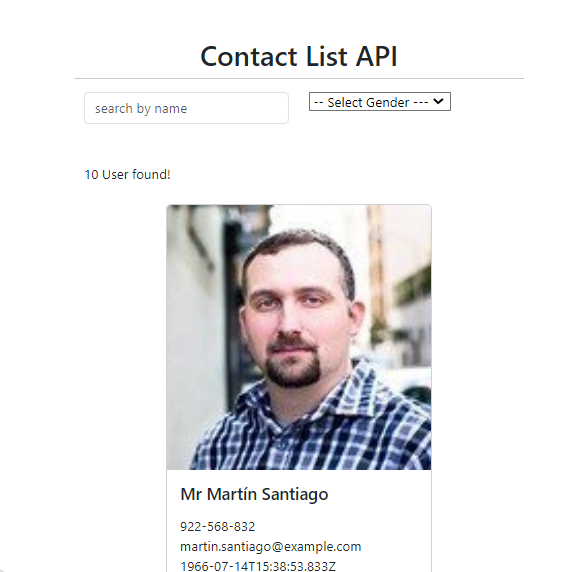 Contact List API
search by name
-- Select Gender ---
10 User found!
Mr Martín Santiago
922-568-832
martin.santiago@example.com
1966-07-14T15:38:53.833Z